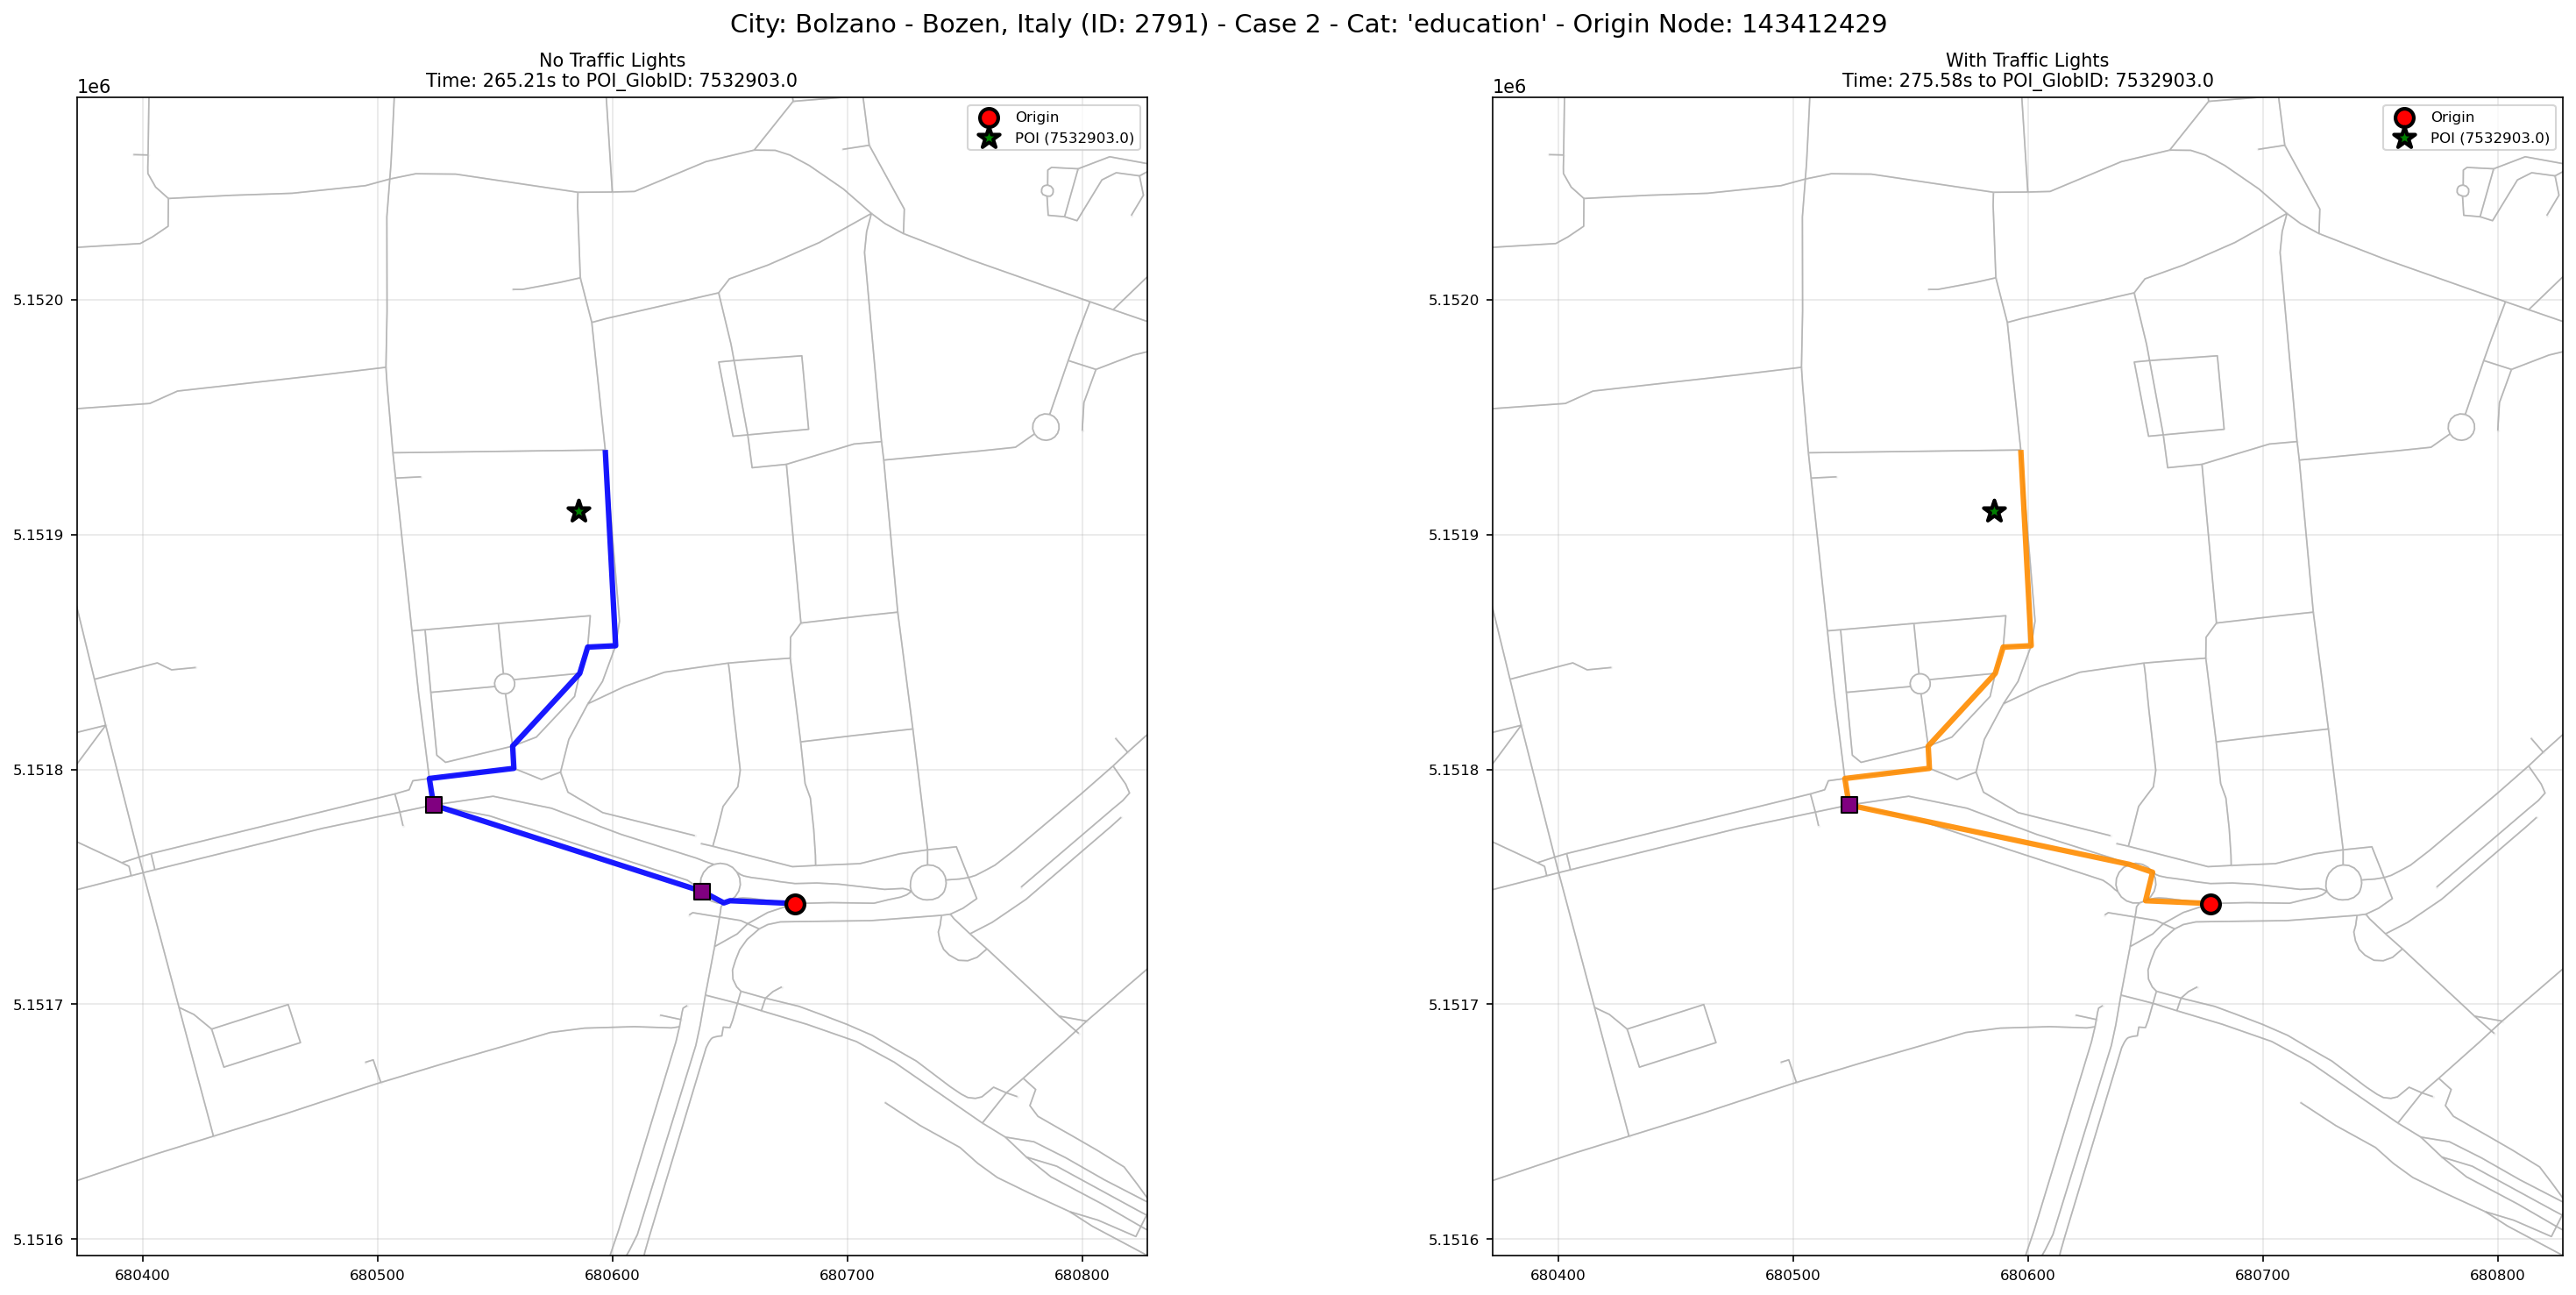 City: Bolzano - Bozen, Italy (ID: 2791) - Case 2 - Cat: 'education' - Origin Node: 143412429
No Traffic Lights
Time: 265.21s to POI_GlobID: 7532903.0
1e6
Origin
POI (7532903.0)
5.1520
5.1519
5.1518
5.1517
5.1516
680400
680500
680600
680700
680800
With Traffic Lights
Time: 275.58s to POI_GlobID: 7532903.0
1e6
Origin
POI (7532903.0)
5.1520
5.1519
5.1518
5.1517
5.1516
680400
680500
680600
680700
680800